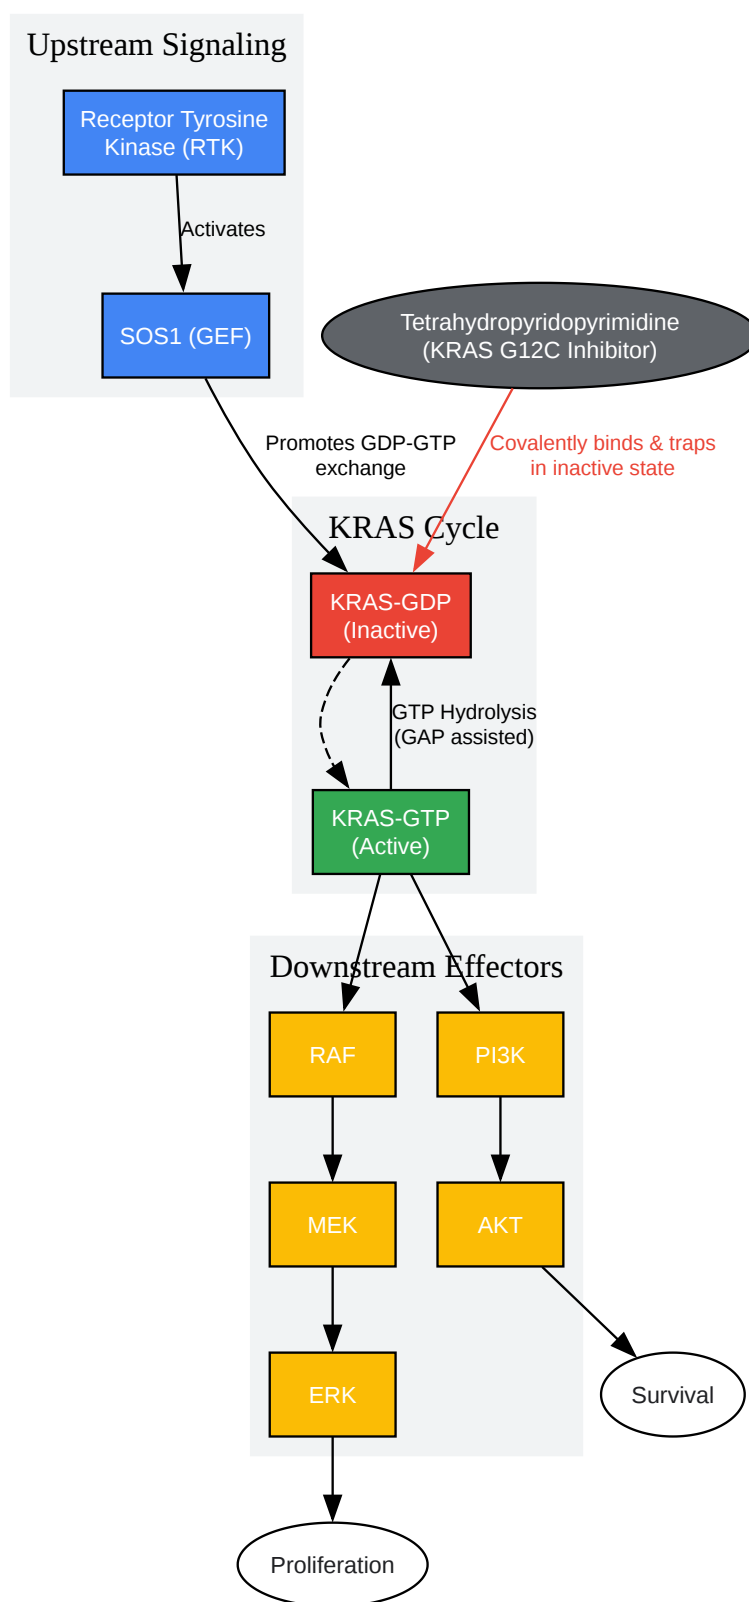 Upstream Signaling
Receptor Tyrosine
Kinase (RTK)
Activates
SOS1 (GEF)
Tetrahydropyridopyrimidine
(KRAS G12C Inhibitor)
Promotes GDP-GTP
exchange
Covalently binds & traps
in inactive state
KRAS Cycle
KRAS-GDP
(Inactive)
GTP Hydrolysis
(GAP assisted)
KRAS-GTP
(Active)
Downstream Effectors
RAF
PI3K
MEK
AKT
ERK
Survival
Proliferation